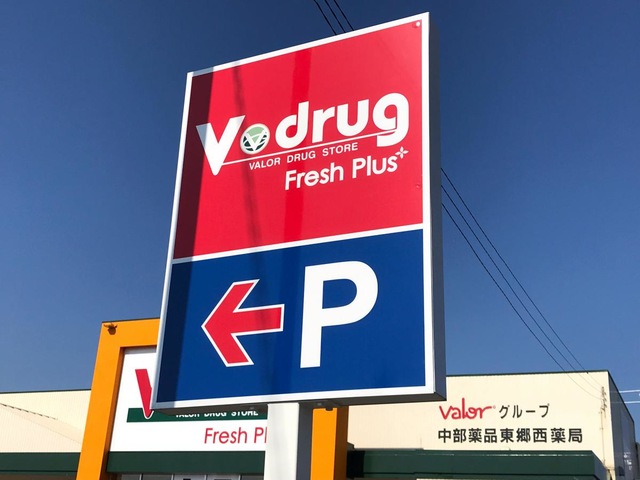 V drug
VALOR DRUG STORE
Fresh Plus
P
V
VALOR DRUG STORE
Fresh Pl
valor グループ
中部薬品東郷西薬局